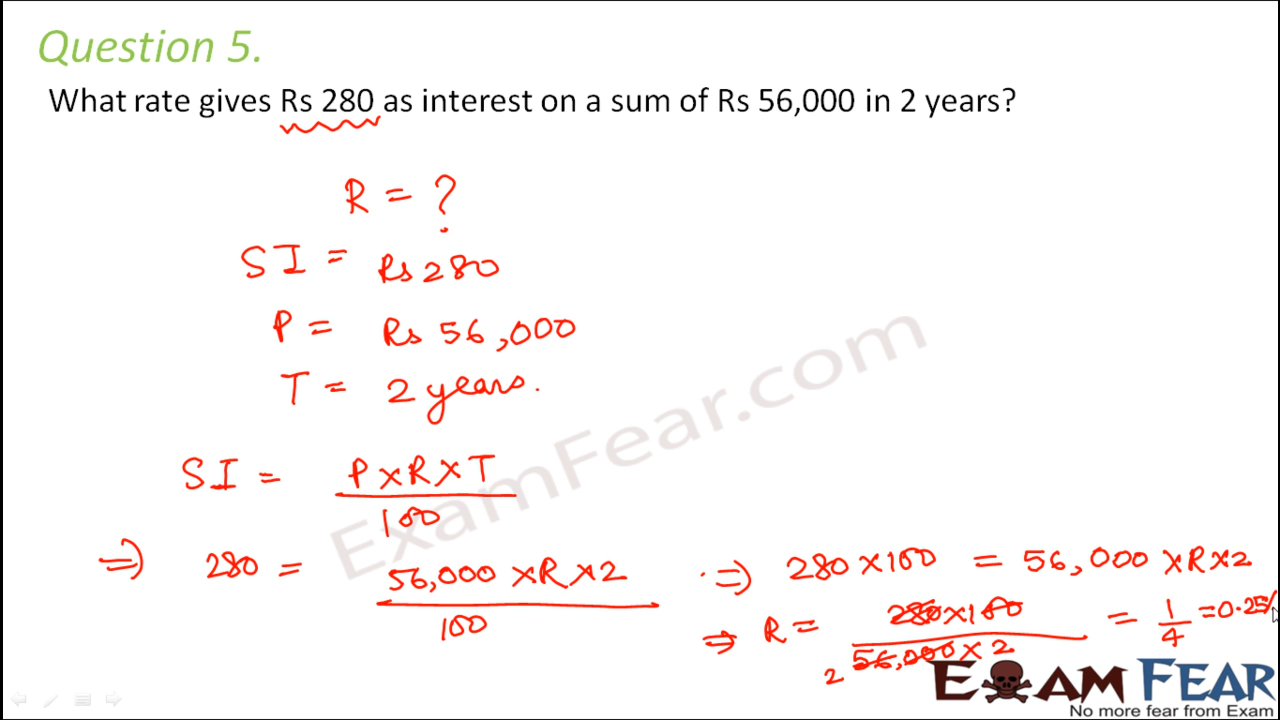 Question 5.
What rate gives Rs 280 as interest on a sum of Rs 56,000 in 2 years?
R = ?
SI = Rs 280
P = Rs 56,000
T = 2 years.
SI = P×R×T / 100
⇒ 280 = 56,000 ×R×2 / 100
⇒ 280×100 = 56,000 ×R×2
⇒ R = 280×100 / 56,000×2 = 1/4 = 0.25%
2
ExamFear.com
EXAM FEAR
No more fear from Exam